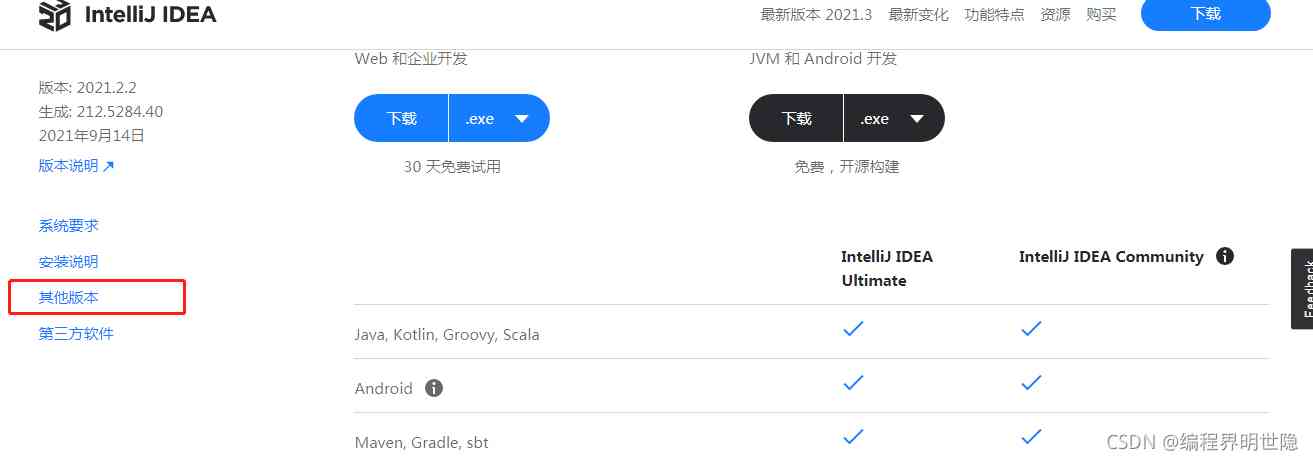 IntelliJ IDEA
最新版本 2021.3 最新变化 功能特点 资源 购买 下载
版本: 2021.2.2
生成: 212.5284.40
2021年9月14日
版本说明
系统要求
安装说明
其他版本
第三方软件
Web 和企业开发
下载 .exe
30 天免费试用
JVM 和 Android 开发
下载 .exe
免费，开源构建
IntelliJ IDEA Ultimate
IntelliJ IDEA Community
Java, Kotlin, Groovy, Scala
Android
Maven, Gradle, sbt
Feedback
CSDN @编程界明世隐